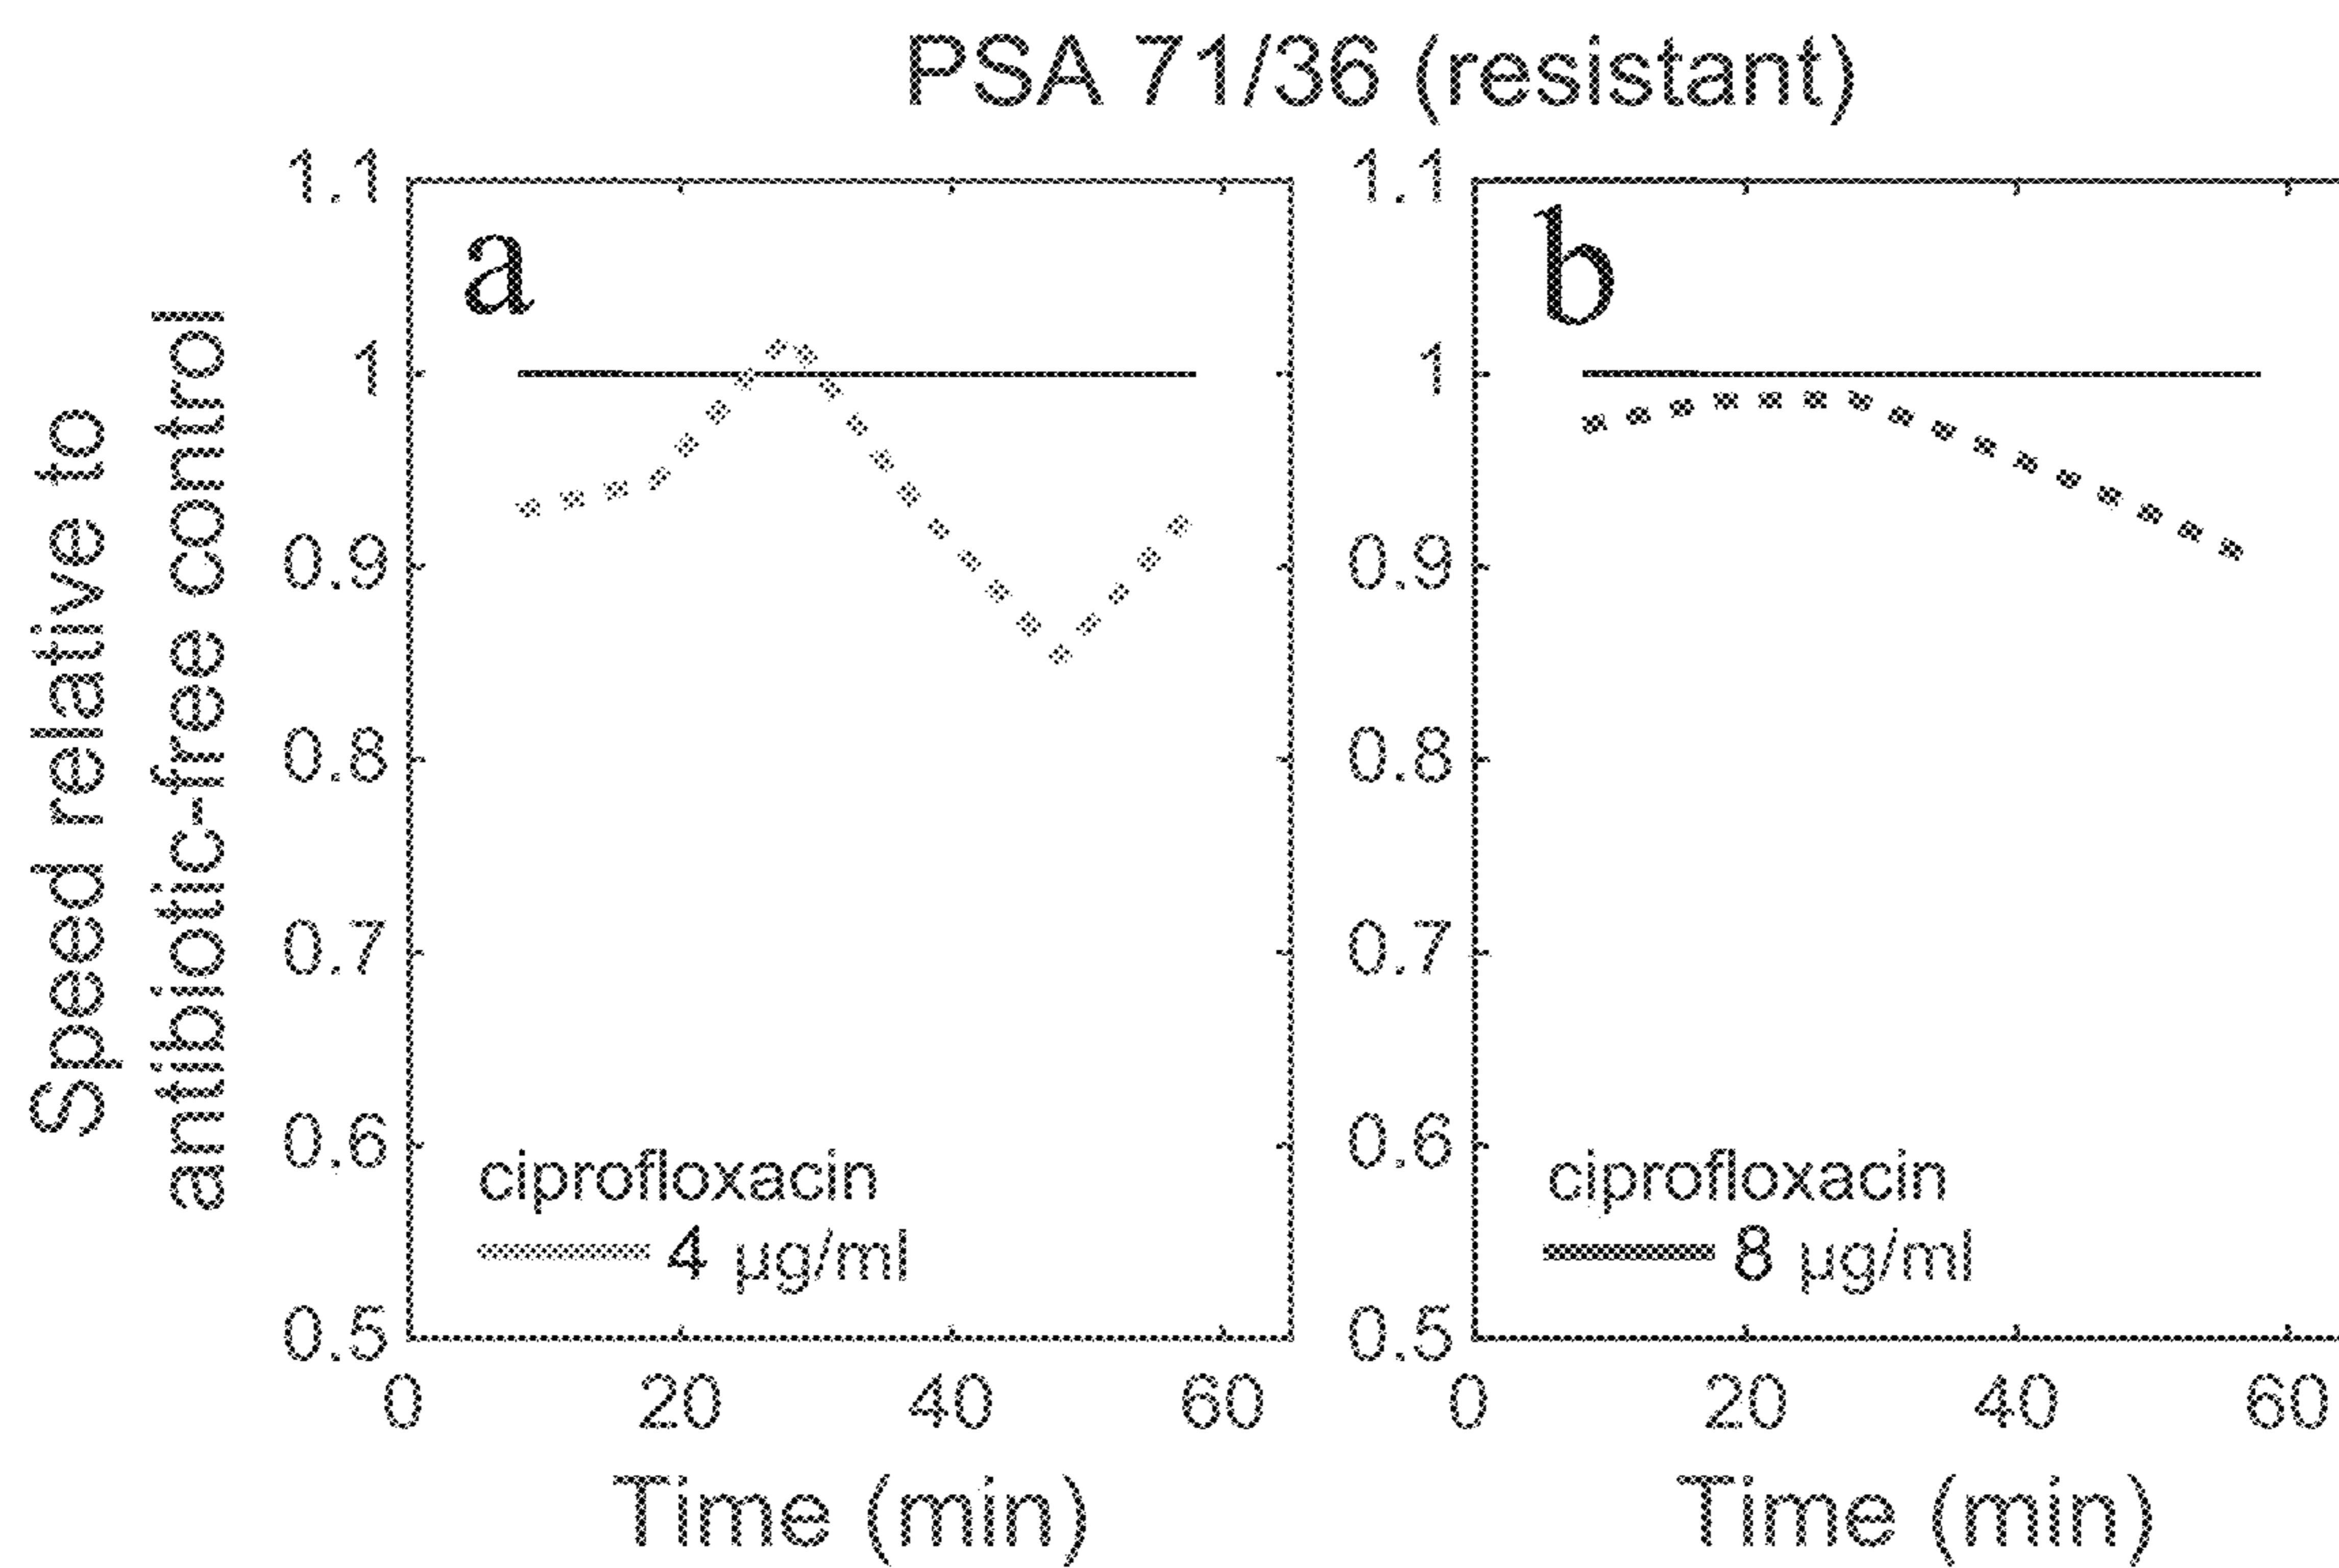 PSA 71/36 (resistant)
Speed relative to
antibiotic-free control
a
1.1
1
0.9
0.8
0.7
0.6
0.5
ciprofloxacin
4 µg/ml
0 20 40 60
Time (min)
b
1.1
1
0.9
0.8
0.7
0.6
0.5
ciprofloxacin
8 µg/ml
0 20 40 60
Time (min)